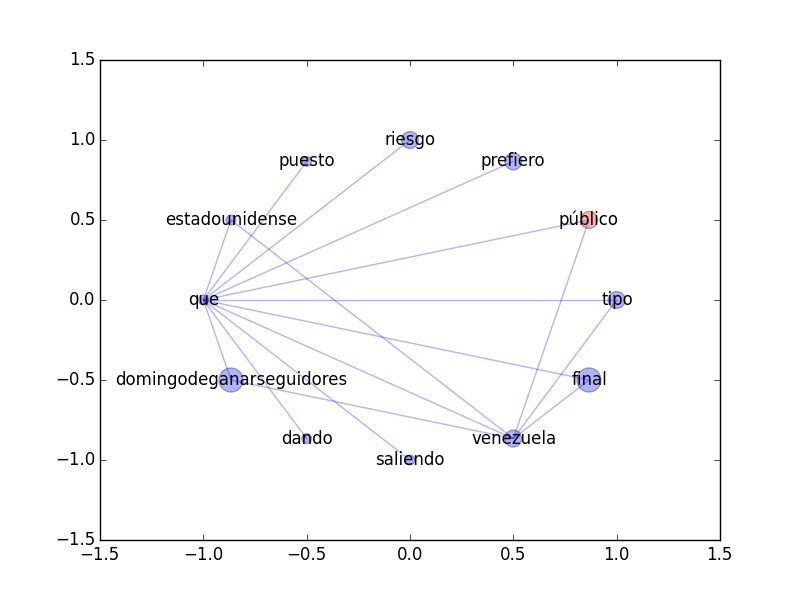 1.5
riesgo
1.0
puesto
prefiero
estadounidense
público
0.5
que
tipo
0.0
domingodeganarseguidores
final
−0.5
dando
venezuela
saliendo
−1.0
−1.5
−1.5 −1.0 −0.5 0.0 0.5 1.0 1.5